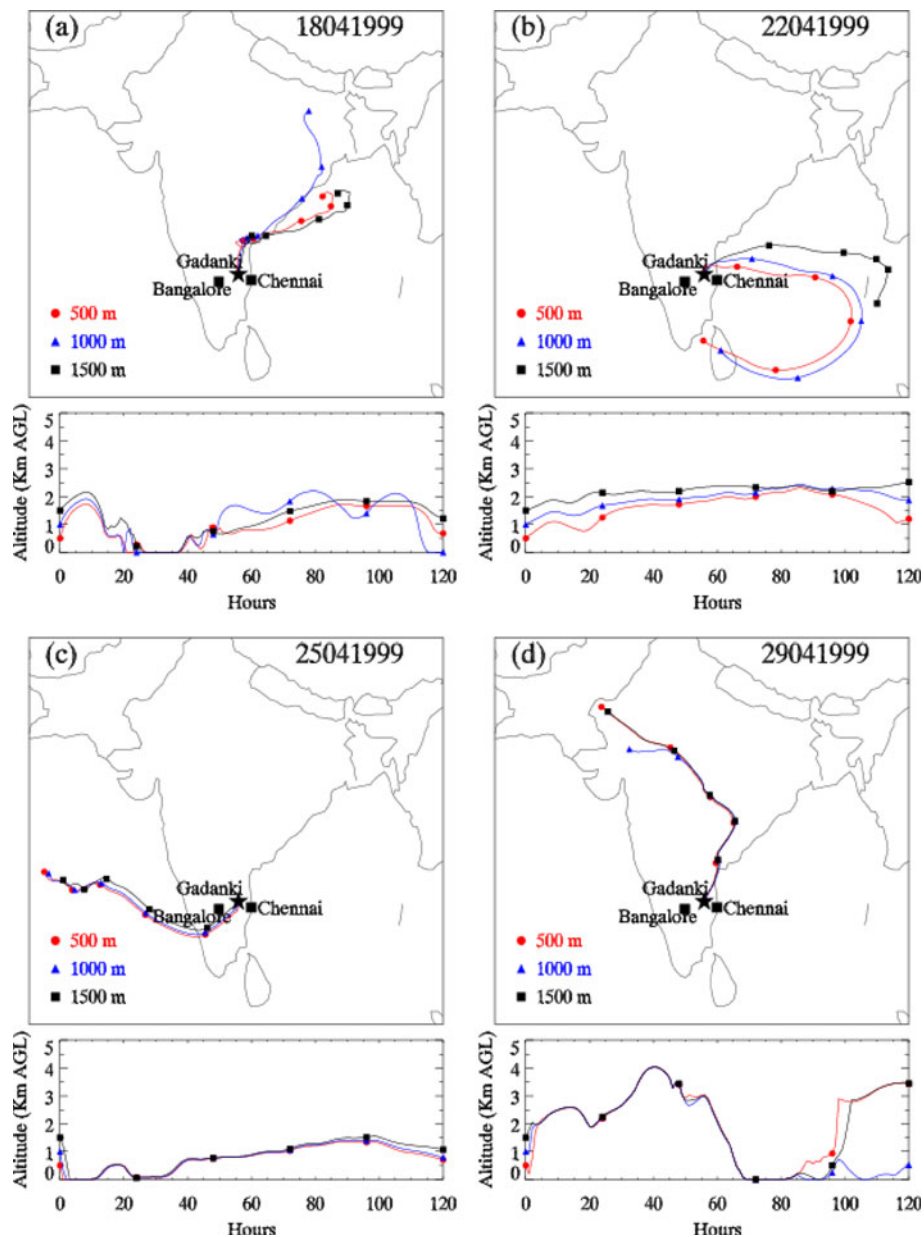 (a) 18041999
Gadanki
Bangalore Chennai
500 m
1000 m
1500 m
Altitude (Km AGL)
5
4
3
2
1
0
0 20 40 60 80 100 120
Hours
(b) 22041999
Gadanki
Bangalore Chennai
500 m
1000 m
1500 m
Altitude (Km AGL)
5
4
3
2
1
0
0 20 40 60 80 100 120
Hours
(c) 25041999
Gadanki
Bangalore Chennai
500 m
1000 m
1500 m
Altitude (Km AGL)
5
4
3
2
1
0
0 20 40 60 80 100 120
Hours
(d) 29041999
Gadanki
Bangalore Chennai
500 m
1000 m
1500 m
Altitude (Km AGL)
5
4
3
2
1
0
0 20 40 60 80 100 120
Hours